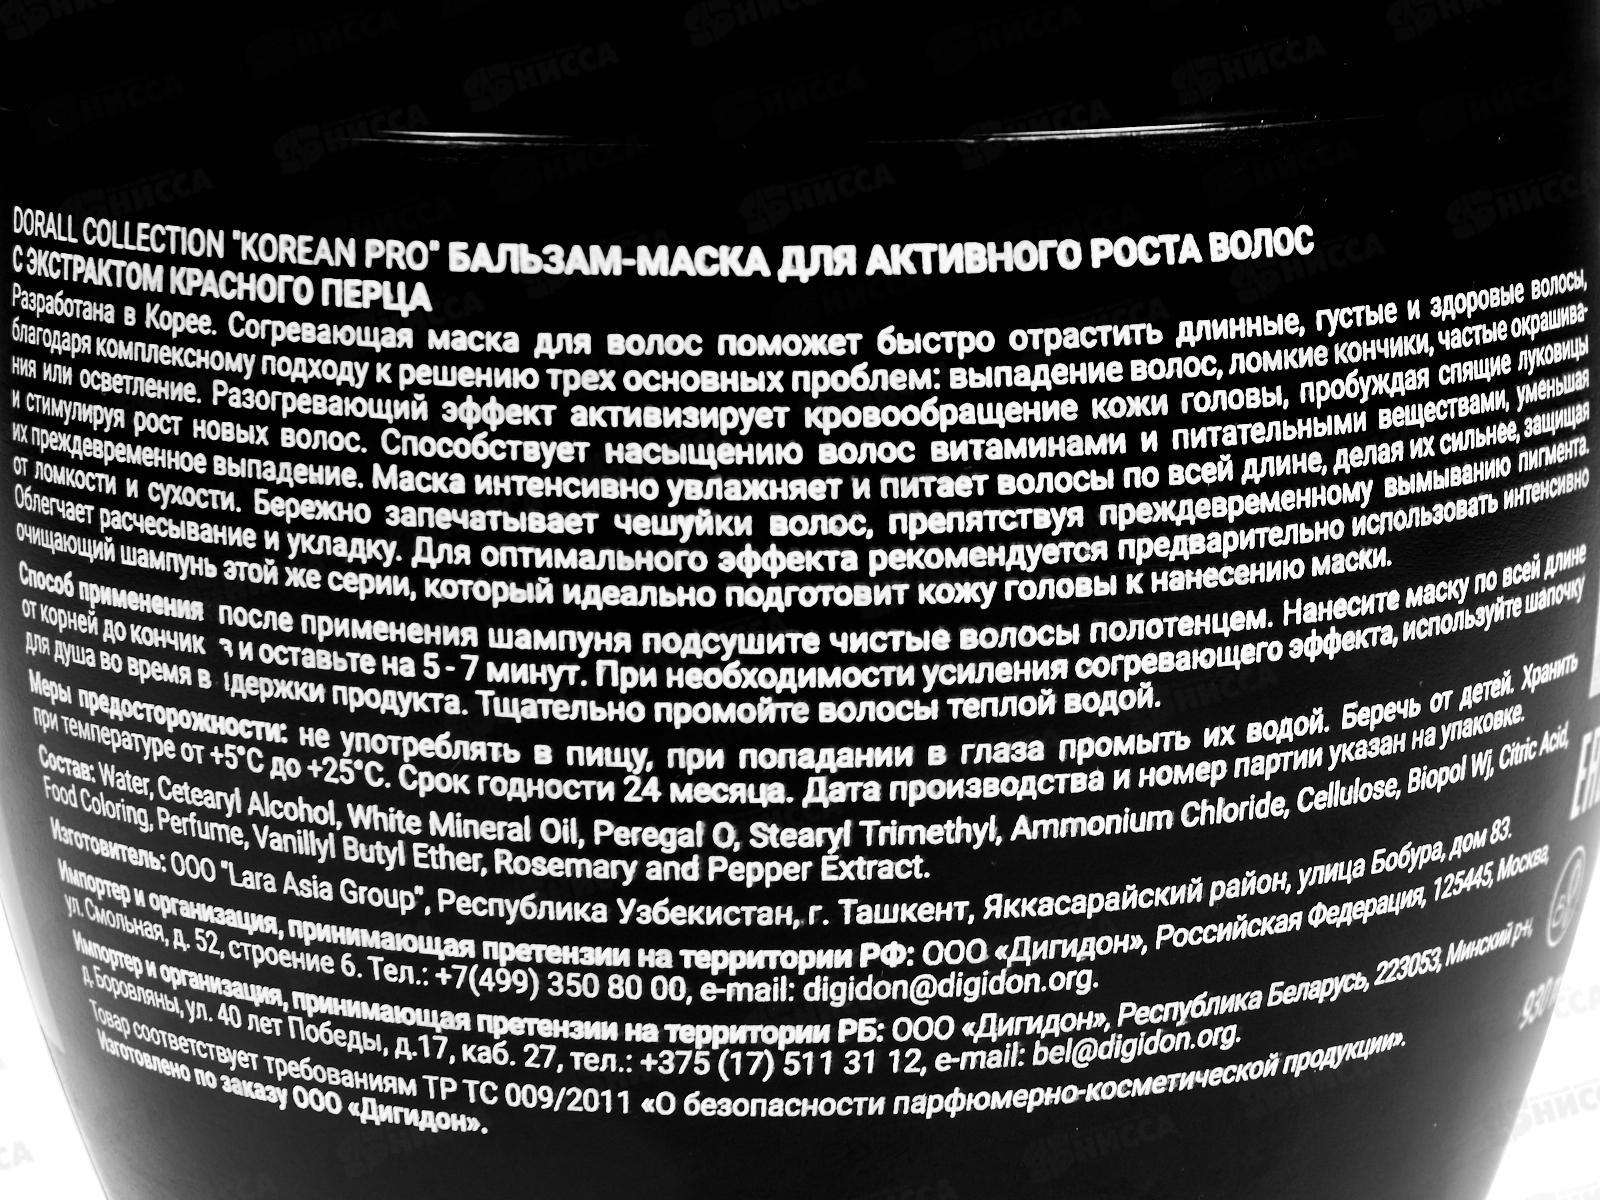 DORALL COLLECTION "KOREAN PRO" БАЛЬЗАМ-МАСКА ДЛЯ АКТИВНОГО РОСТА ВОЛОС
С ЭКСТРАКТОМ КРАСНОГО ПЕРЦА
Разработана в Корее. Согревающая маска для волос поможет быстро отрастить длинные, густые и здоровые волосы,
благодаря комплексному подходу к решению трех основных проблем: выпадение волос, ломкие кончики, частые окрашива-
ния или осветление. Разогревающий эффект активизирует кровообращение кожи головы, пробуждая спящие луковицы
и стимулируя рост новых волос. Способствует насыщению волос витаминами и питательными веществами, уменьшая
их преждевременное выпадение. Маска интенсивно увлажняет и питает волосы по всей длине, делая их сильнее, защищая
от ломкости и сухости. Бережно запечатывает чешуйки волос, препятствуя преждевременному вымыванию пигмента.
Облегчает расчесывание и укладку. Для оптимального эффекта рекомендуется предварительно использовать интенсивно
очищающий шампунь этой же серии, который идеально подготовит кожу головы к нанесению маски.
Способ применения после применения шампуня подсушите чистые волосы полотенцем. Нанесите маску по всей длине
от корней до кончик в и оставьте на 5 - 7 минут. При необходимости усиления согревающего эффекта, используйте шапочку
для душа во время в держки продукта. Тщательно промойте волосы теплой водой.
Меры предосторожности: не употреблять в пищу, при попадании в глаза промыть их водой. Беречь от детей. Хранить
при температуре от +5°C до +25°C. Срок годности 24 месяца. Дата производства и номер партии указан на упаковке.
Состав: Water, Cetearyl Alcohol, White Mineral Oil, Peregal O, Stearyl Trimethyl, Ammonium Chloride, Cellulose, Biopol Wj, Citric Acid,
Food Coloring, Perfume, Vanillyl Butyl Ether, Rosemary and Pepper Extract.
Изготовитель: ООО "Lara Asia Group", Республика Узбекистан, г. Ташкент, Яккасарайский район, улица Бобура, дом 83.
Импортер и организация, принимающая претензии на территории РФ: ООО «Дигидон», Российская Федерация, 125445, Москва,
ул. Смольная, д. 52, строение 6. Тел.: +7(499) 350 80 00, e-mail: digidon@digidon.org.
Импортер и организация, принимающая претензии на территории РБ: ООО «Дигидон», Республика Беларусь, 223053, Минский р-н,
д. Боровляны, ул. 40 лет Победы, д.17, каб. 27, тел.: +375 (17) 511 31 12, e-mail: bel@digidon.org.
Товар соответствует требованиям ТР ТС 009/2011 «О безопасности парфюмерно-косметической продукции».
Изготовлено по заказу ООО «Дигидон».
НИССА